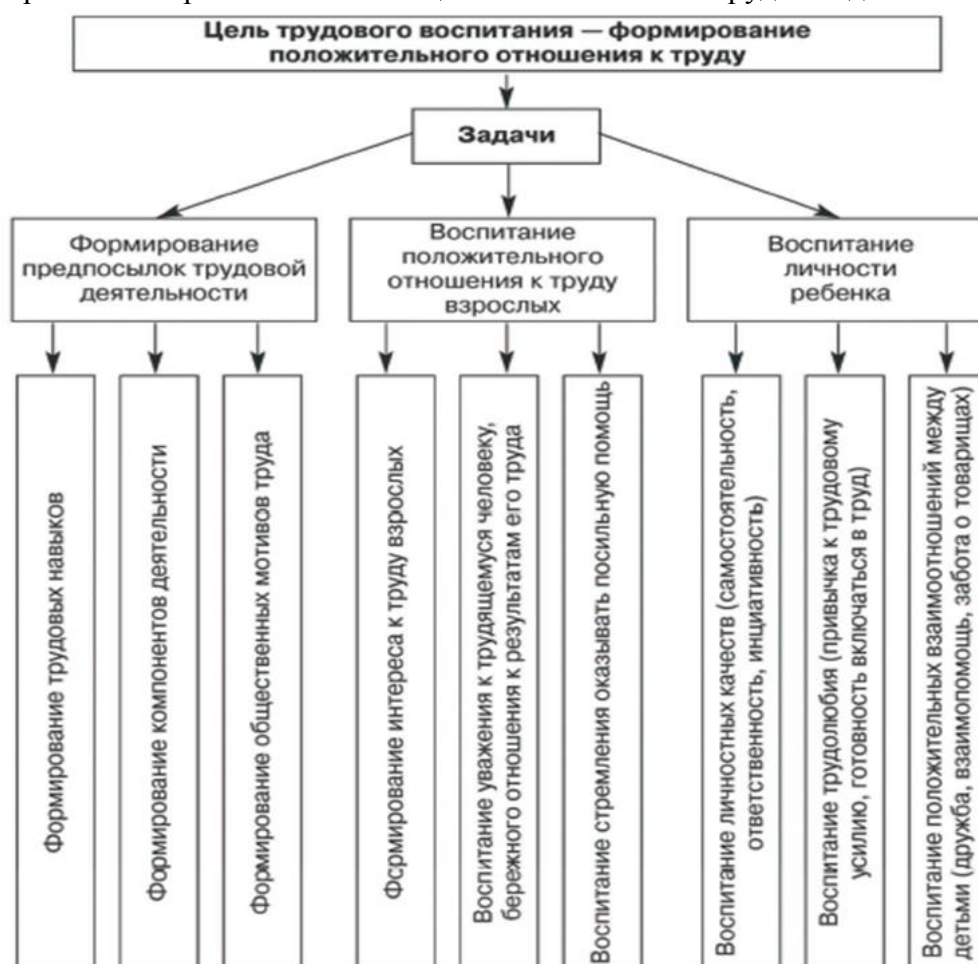 Цель трудового воспитания — формирование
положительного отношения к труду
Задачи
Формирование
предпосылок трудовой
деятельности
Воспитание
положительного
отношения к труду
взрослых
Воспитание
личности
ребенка
Формирование трудовых навыков
Формирование компонентов деятельности
Формирование общественных мотивов труда
Формирование интереса к труду взрослых
Воспитание уважения к трудящемуся человеку,
бережного отношения к результатам его труда
Воспитание стремления оказывать посильную помощь
Воспитание личностных качеств (самостоятельность,
ответственность, инциативность)
Воспитание трудолюбия (привычка к трудовому
усилию, готовность включаться в труд)
Воспитание положительных взаимоотношений между
детьми (дружба, взаимопомощь, забота о товарищах)